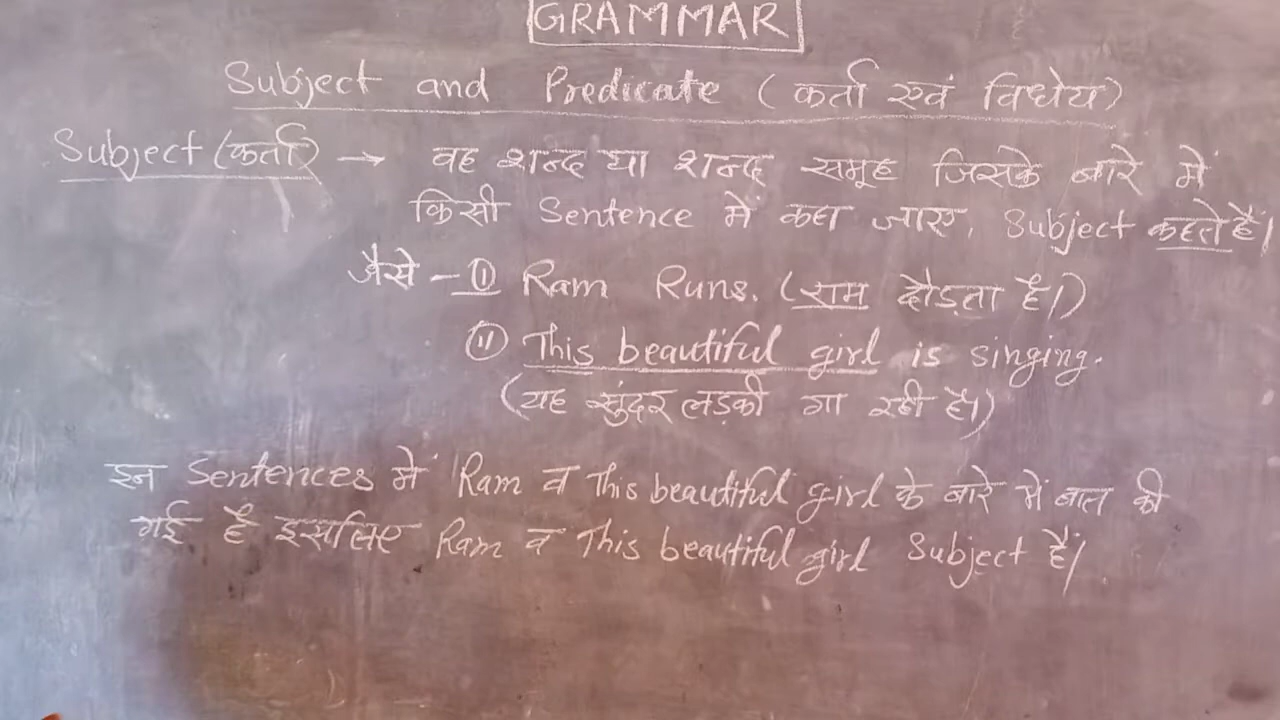 GRAMMAR
Subject and Predicate (कर्ता एवं विधेय)
Subject (कर्ता) → वह शब्द या शब्द समूह जिसके बारे में
किसी Sentence में कहा जाए, Subject कहते हैं।
जैसे - (i) Ram Runs. (राम दौड़ता है।)
(ii) This beautiful girl is singing.
(यह सुंदर लड़की गा रही है।)
इन Sentences में Ram व This beautiful girl के बारे में बात की
गई है इसलिए Ram व This beautiful girl Subject हैं।